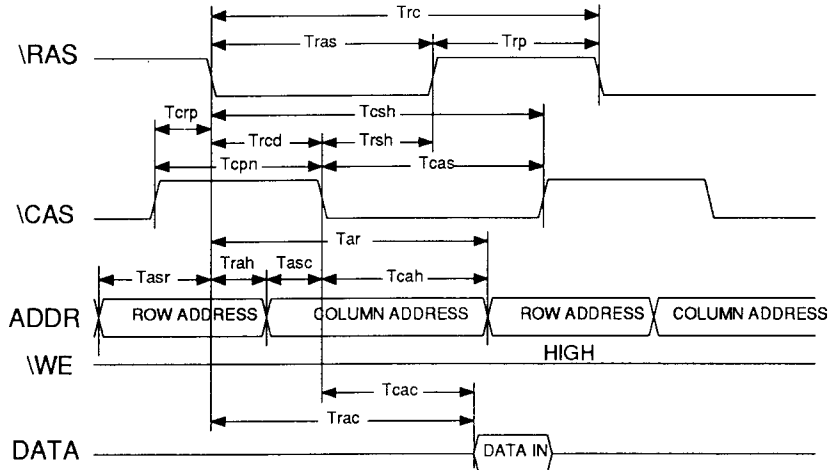 Trc
Tras
Trp
\RAS
Tcsh
Tcrp
Trcd
Trsh
Tcpn
Tcas
\CAS
Tar
Tasr
Trah
Tasc
Tcah
ADDR
ROW ADDRESS
COLUMN ADDRESS
ROW ADDRESS
COLUMN ADDRESS
\WE
HIGH
Tcac
Trac
DATA
DATA IN